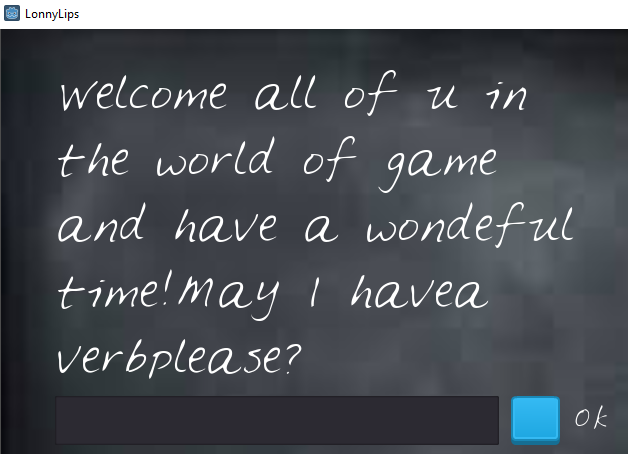 LonnyLips
Welcome all of u in
the world of game
and have a wondeful
time!May I havea
verbplease?
OK